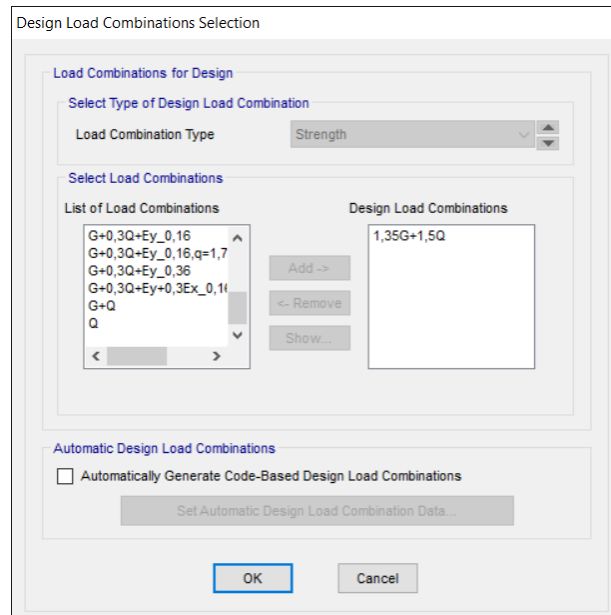 Design Load Combinations Selection
Load Combinations for Design
Select Type of Design Load Combination
Load Combination Type
Strength
Select Load Combinations
List of Load Combinations
Design Load Combinations
G+0,3Q+Ey_0,16
G+0,3Q+Ey_0,16,q=1,7
G+0,3Q+Ey_0,36
G+0,3Q+Ey+0,3Ex_0,16
G+Q
Q
1,35G+1,5Q
Add ->
<- Remove
Show...
Automatic Design Load Combinations
Automatically Generate Code-Based Design Load Combinations
Set Automatic Design Load Combination Data...
OK
Cancel